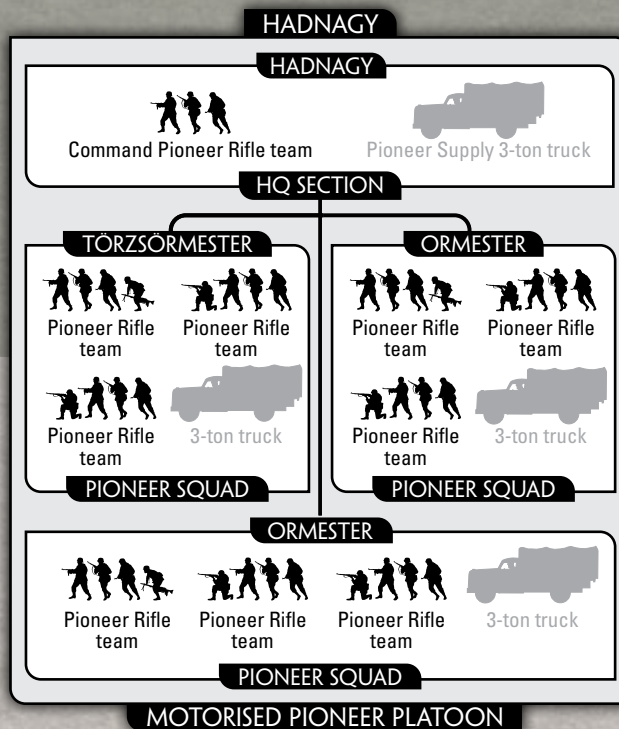 HADNAGY
HADNAGY
Command Pioneer Rifle team
Pioneer Supply 3-ton truck
HQ SECTION
TÖRZSÖRMESTER
Pioneer Rifle
team
Pioneer Rifle
team
Pioneer Rifle
team
3-ton truck
PIONEER SQUAD
ORMESTER
Pioneer Rifle
team
Pioneer Rifle
team
Pioneer Rifle
team
3-ton truck
PIONEER SQUAD
ORMESTER
Pioneer Rifle
team
Pioneer Rifle
team
Pioneer Rifle
team
3-ton truck
PIONEER SQUAD
MOTORISED PIONEER PLATOON